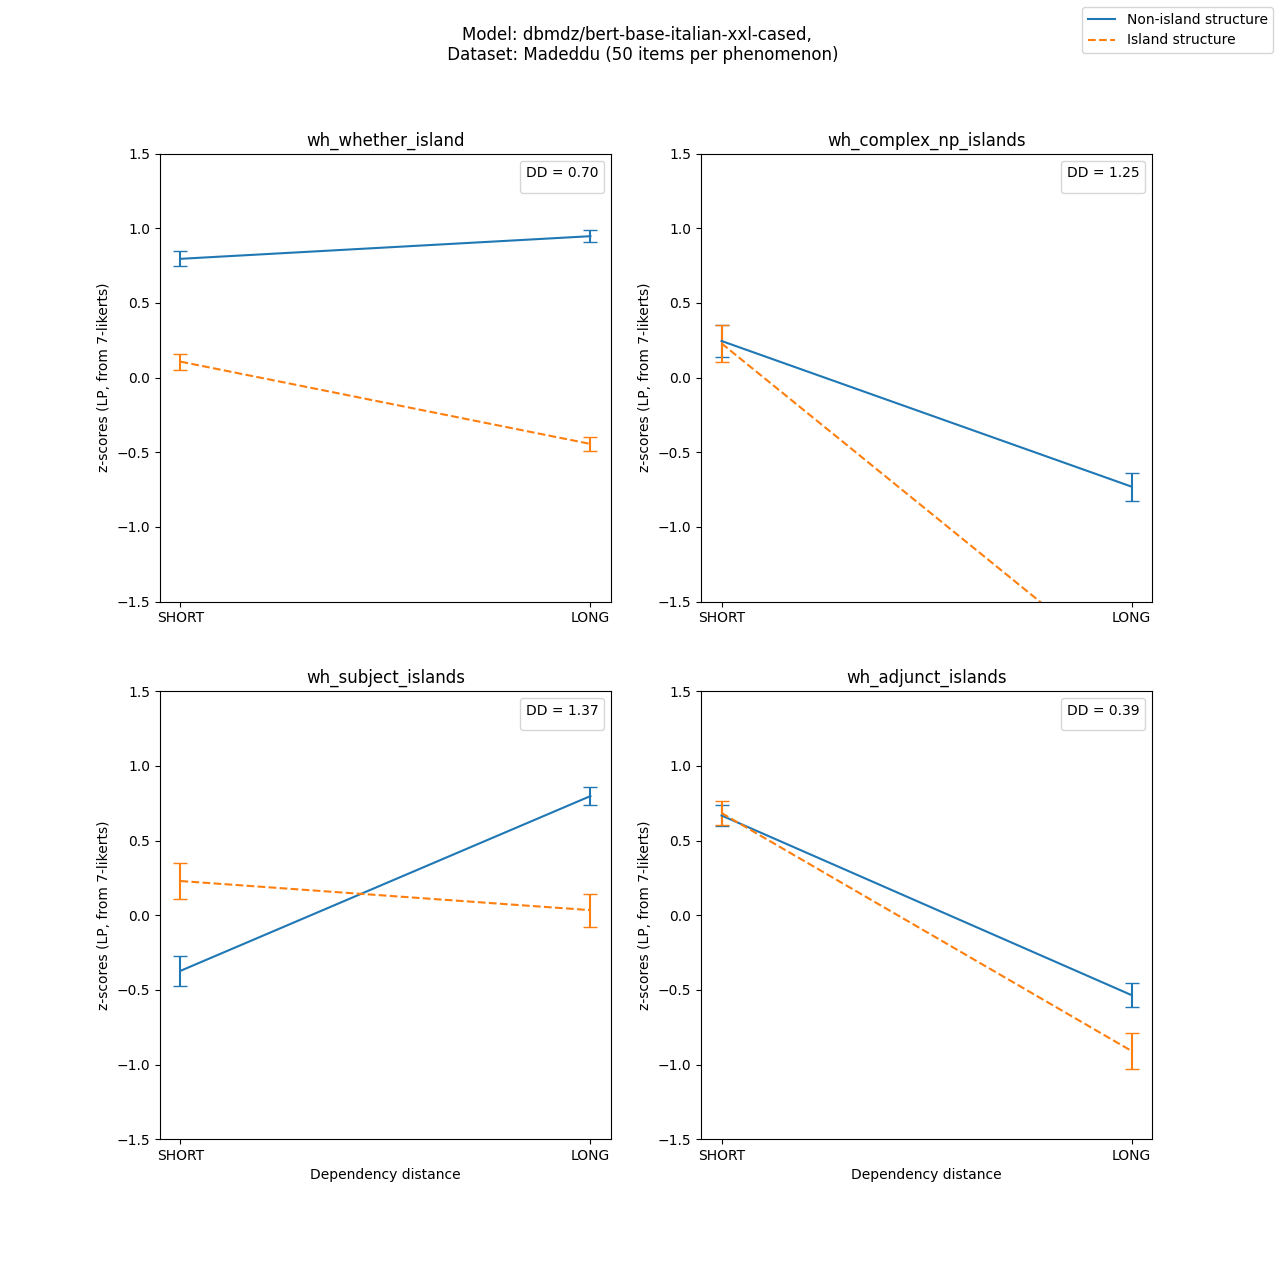 Model: dbmdz/bert-base-italian-xxl-cased,
Dataset: Madeddu (50 items per phenomenon)
Non-island structure
Island structure
wh_whether_island
DD = 0.70
1.5
1.0
0.5
0.0
−0.5
−1.0
−1.5
z-scores (LP, from 7-likerts)
SHORT
LONG
wh_complex_np_islands
DD = 1.25
1.5
1.0
0.5
0.0
−0.5
−1.0
−1.5
z-scores (LP, from 7-likerts)
SHORT
LONG
wh_subject_islands
DD = 1.37
1.5
1.0
0.5
0.0
−0.5
−1.0
−1.5
z-scores (LP, from 7-likerts)
SHORT
LONG
Dependency distance
wh_adjunct_islands
DD = 0.39
1.5
1.0
0.5
0.0
−0.5
−1.0
−1.5
z-scores (LP, from 7-likerts)
SHORT
LONG
Dependency distance